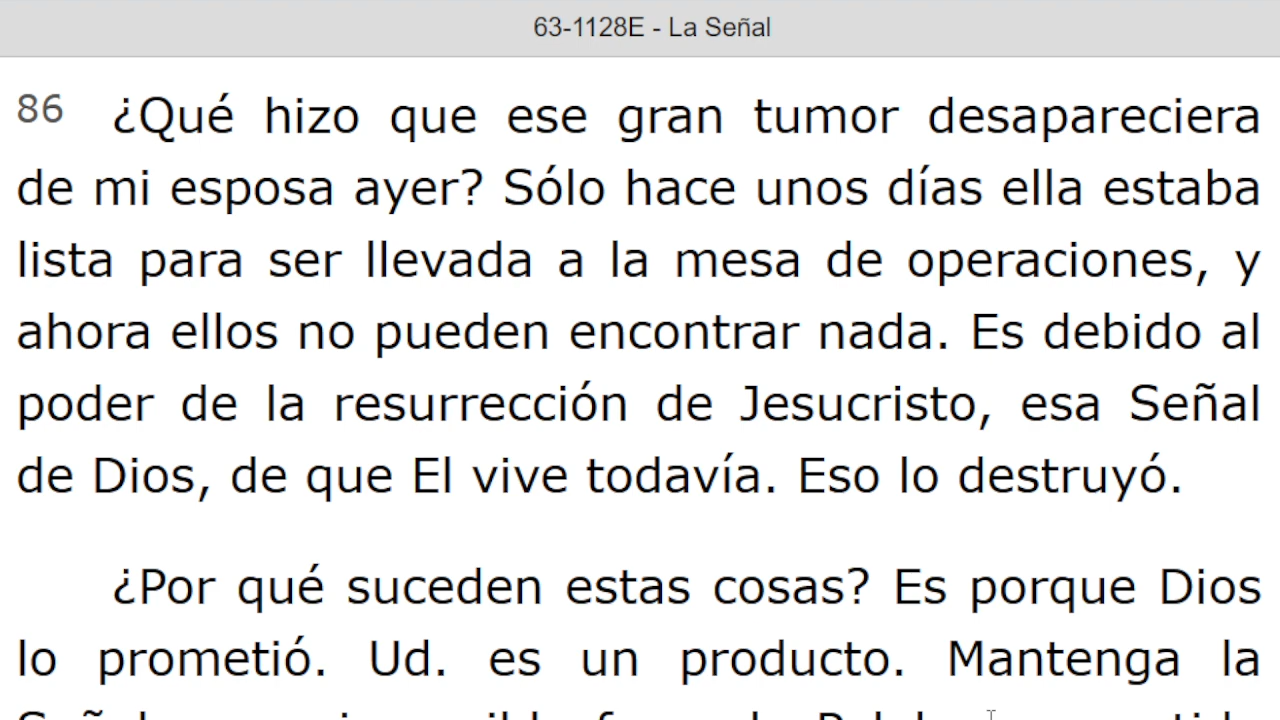 63-1128E - La Señal
86 ¿Qué hizo que ese gran tumor desapareciera
de mi esposa ayer? Sólo hace unos días ella estaba
lista para ser llevada a la mesa de operaciones, y
ahora ellos no pueden encontrar nada. Es debido al
poder de la resurrección de Jesucristo, esa Señal
de Dios, de que El vive todavía. Eso lo destruyó.
¿Por qué suceden estas cosas? Es porque Dios
lo prometió. Ud. es un producto. Mantenga la